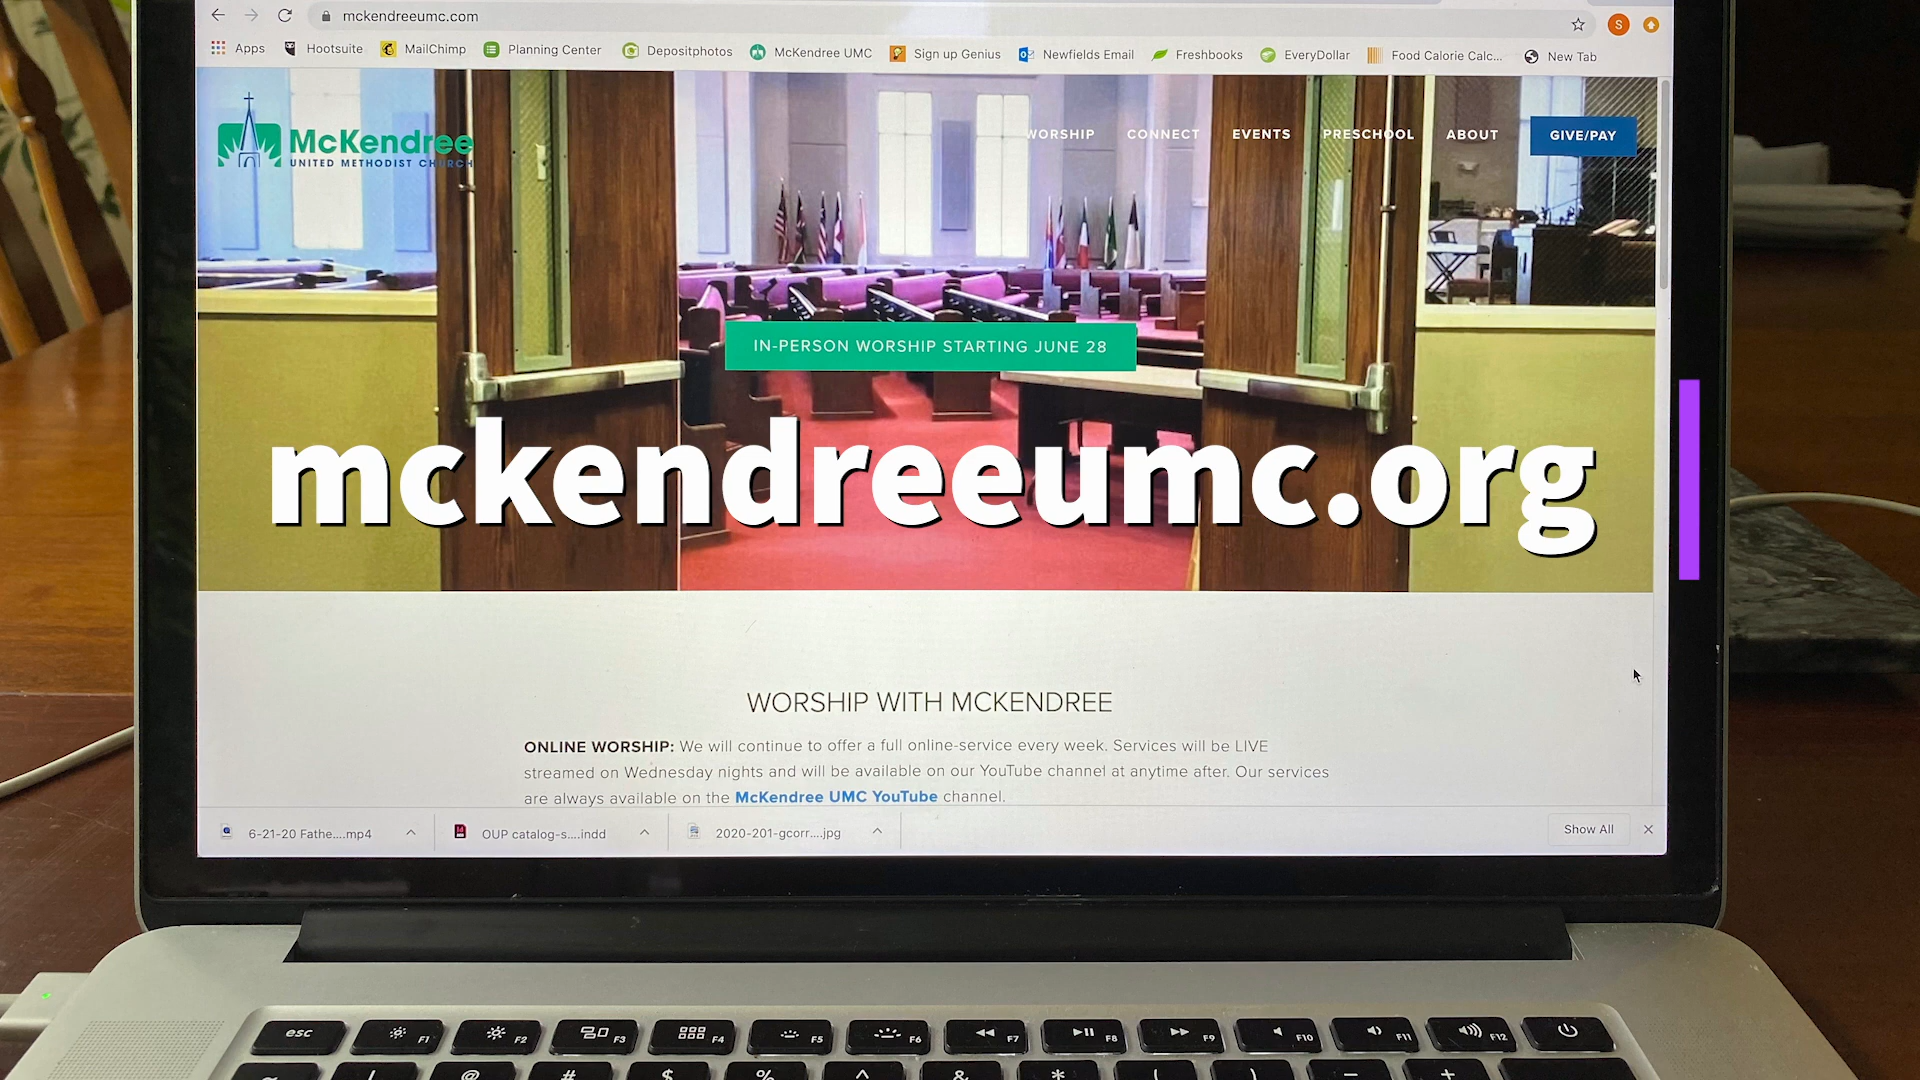 mckendreeumc.com
Apps Hootsuite MailChimp Planning Center Depositphotos McKendree UMC Sign up Genius Newfields Email Freshbooks EveryDollar Food Calorie Calc... New Tab
S
McKendree
UNITED METHODIST CHURCH
WORSHIP CONNECT EVENTS PRESCHOOL ABOUT GIVE/PAY
IN-PERSON WORSHIP STARTING JUNE 28
mckendreeumc.org
WORSHIP WITH MCKENDREE
ONLINE WORSHIP: We will continue to offer a full online-service every week. Services will be LIVE
streamed on Wednesday nights and will be available on our YouTube channel at anytime after. Our services
are always available on the McKendree UMC YouTube channel.
6-21-20 Fathe....mp4 OUP catalog-s....indd 2020-201-gcorr....jpg Show All
esc F1 F2 F3 F4 F5 F6 F7 F8 F9 F10 F11 F12
~ ! @ # $ % ^ & * ( ) – +